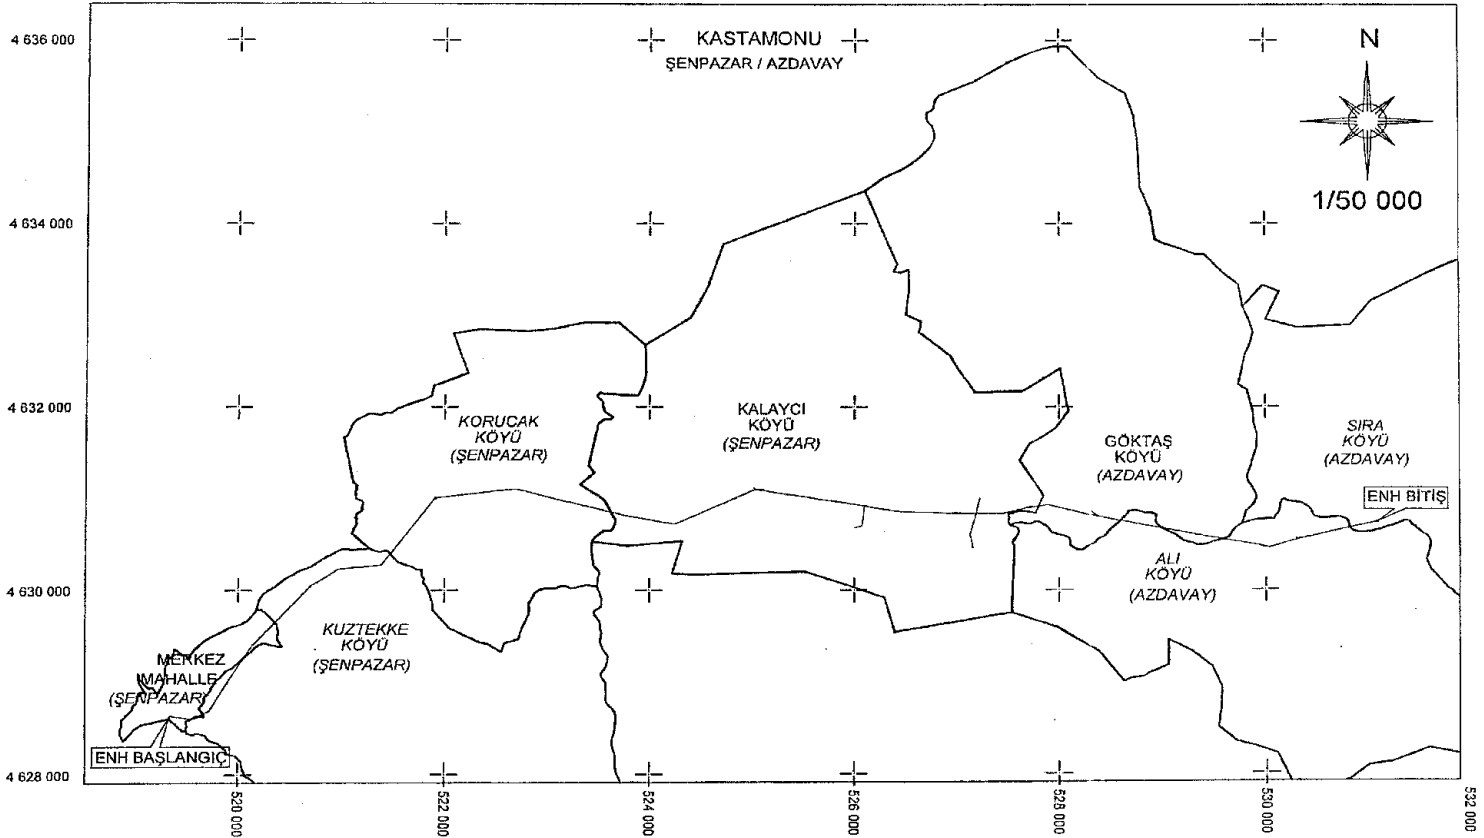 4 636 000
KASTAMONU
ŞENPAZAR / AZDAVAY
N
1/50 000
4 634 000
4 632 000
KORUCAK
KÖYÜ
(ŞENPAZAR)
KALAYCI
KÖYÜ
(ŞENPAZAR)
GÖKTAŞ
KÖYÜ
(AZDAVAY)
SIRA
KÖYÜ
(AZDAVAY)
ENH BİTİŞ
4 630 000
ALI
KÖYÜ
(AZDAVAY)
KUZTEKKE
KÖYÜ
(ŞENPAZAR)
MERKEZ
MAHALLE
(ŞENPAZAR)
ENH BAŞLANGIÇ
4 628 000
520 000
522 000
524 000
526 000
528 000
530 000
532 000